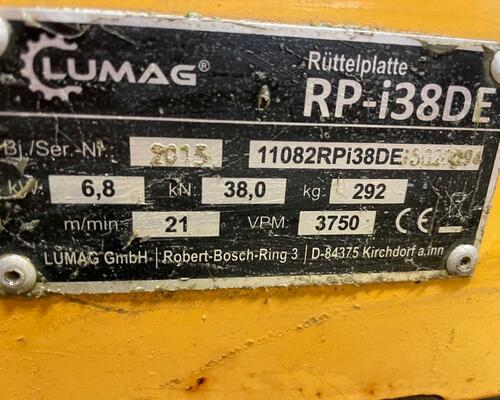 LUMAG®
Rüttelplatte
RP-i38DE
Bj./Ser.-Nr. 2015 11082RPi38DE
kW: 6,8 kN: 38,0 kg: 292
m/min: 21 VPM: 3750 CE
LUMAG GmbH | Robert-Bosch-Ring 3 | D-84375 Kirchdorf a.Inn